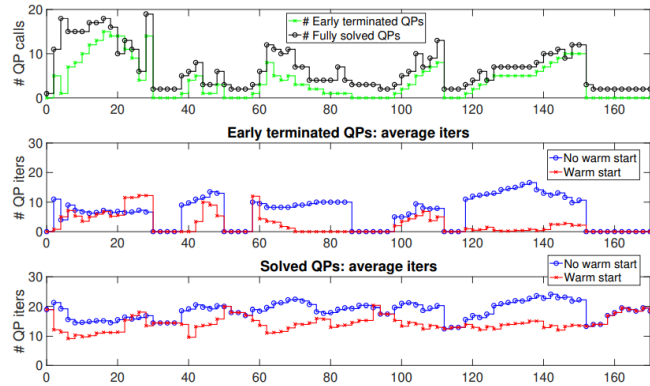 20
10
0
# QP calls
# Early terminated QPs
# Fully solved QPs
0 20 40 60 80 100 120 140 160
Early terminated QPs: average iters
30
20
10
0
# QP iters
No warm start
Warm start
0 20 40 60 80 100 120 140 160
Solved QPs: average iters
30
20
10
0
# QP iters
No warm start
Warm start
0 20 40 60 80 100 120 140 160